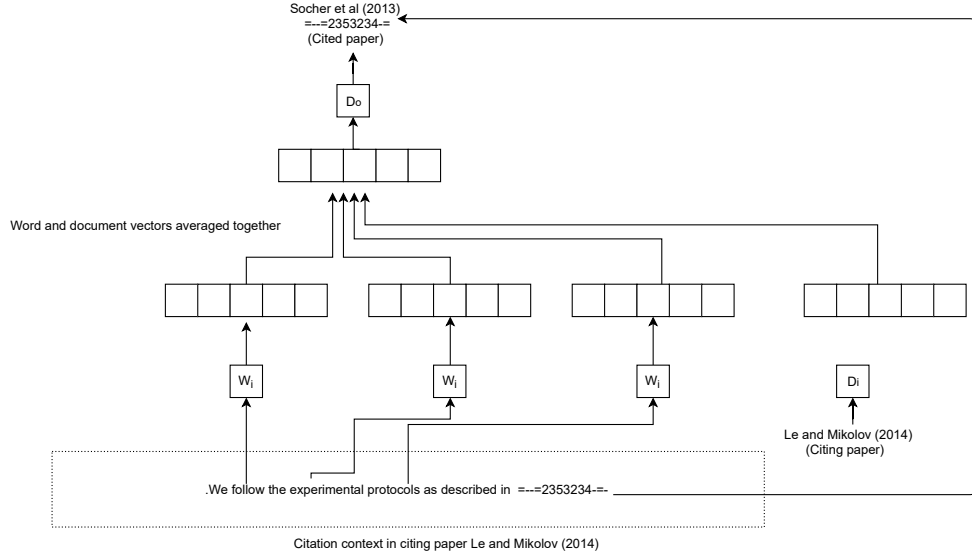 Socher et al (2013)
=--=2353234-=
(Cited paper)
Do
Word and document vectors averaged together
Wi
Wi
Wi
Di
Le and Mikolov (2014)
(Citing paper)
.We follow the experimental protocols as described in =--=2353234-=-
Citation context in citing paper Le and Mikolov (2014)